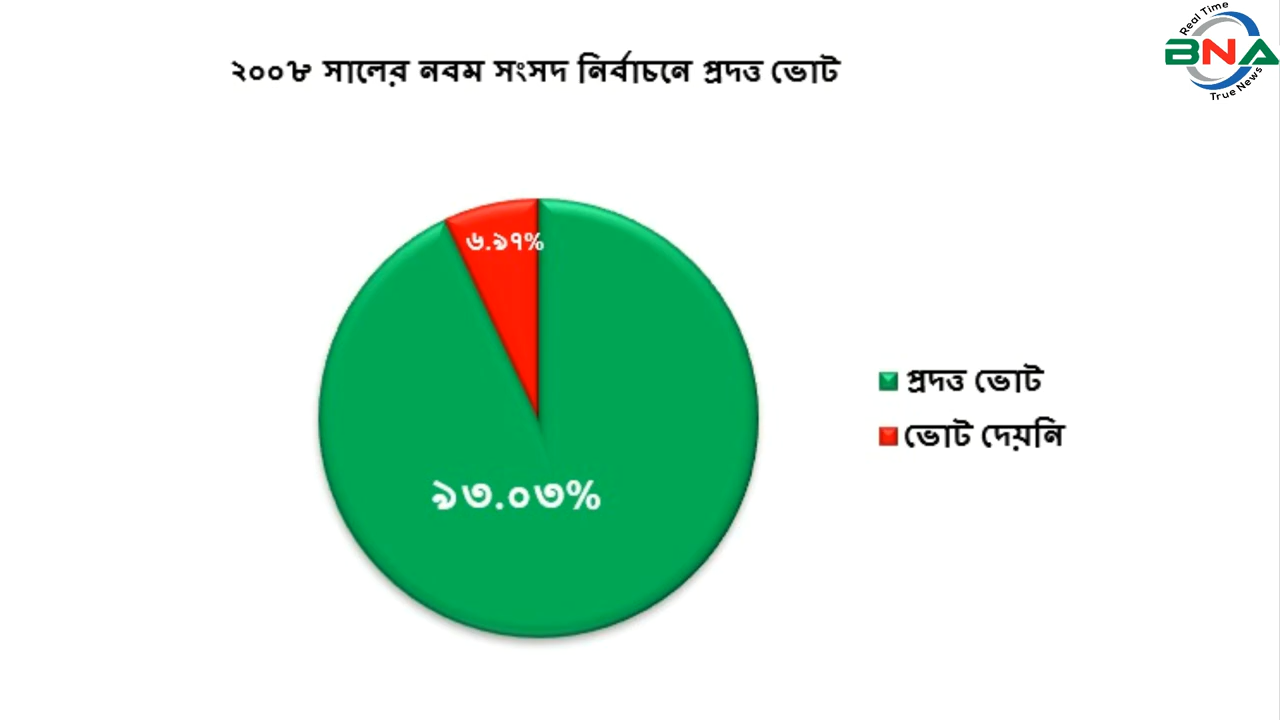 Real Time
BNA
True News
২০০৮ সালের নবম সংসদ নির্বাচনে প্রদত্ত ভোট
৬.৯৭%
৯৩.০৩%
প্রদত্ত ভোট
ভোট দেয়নি